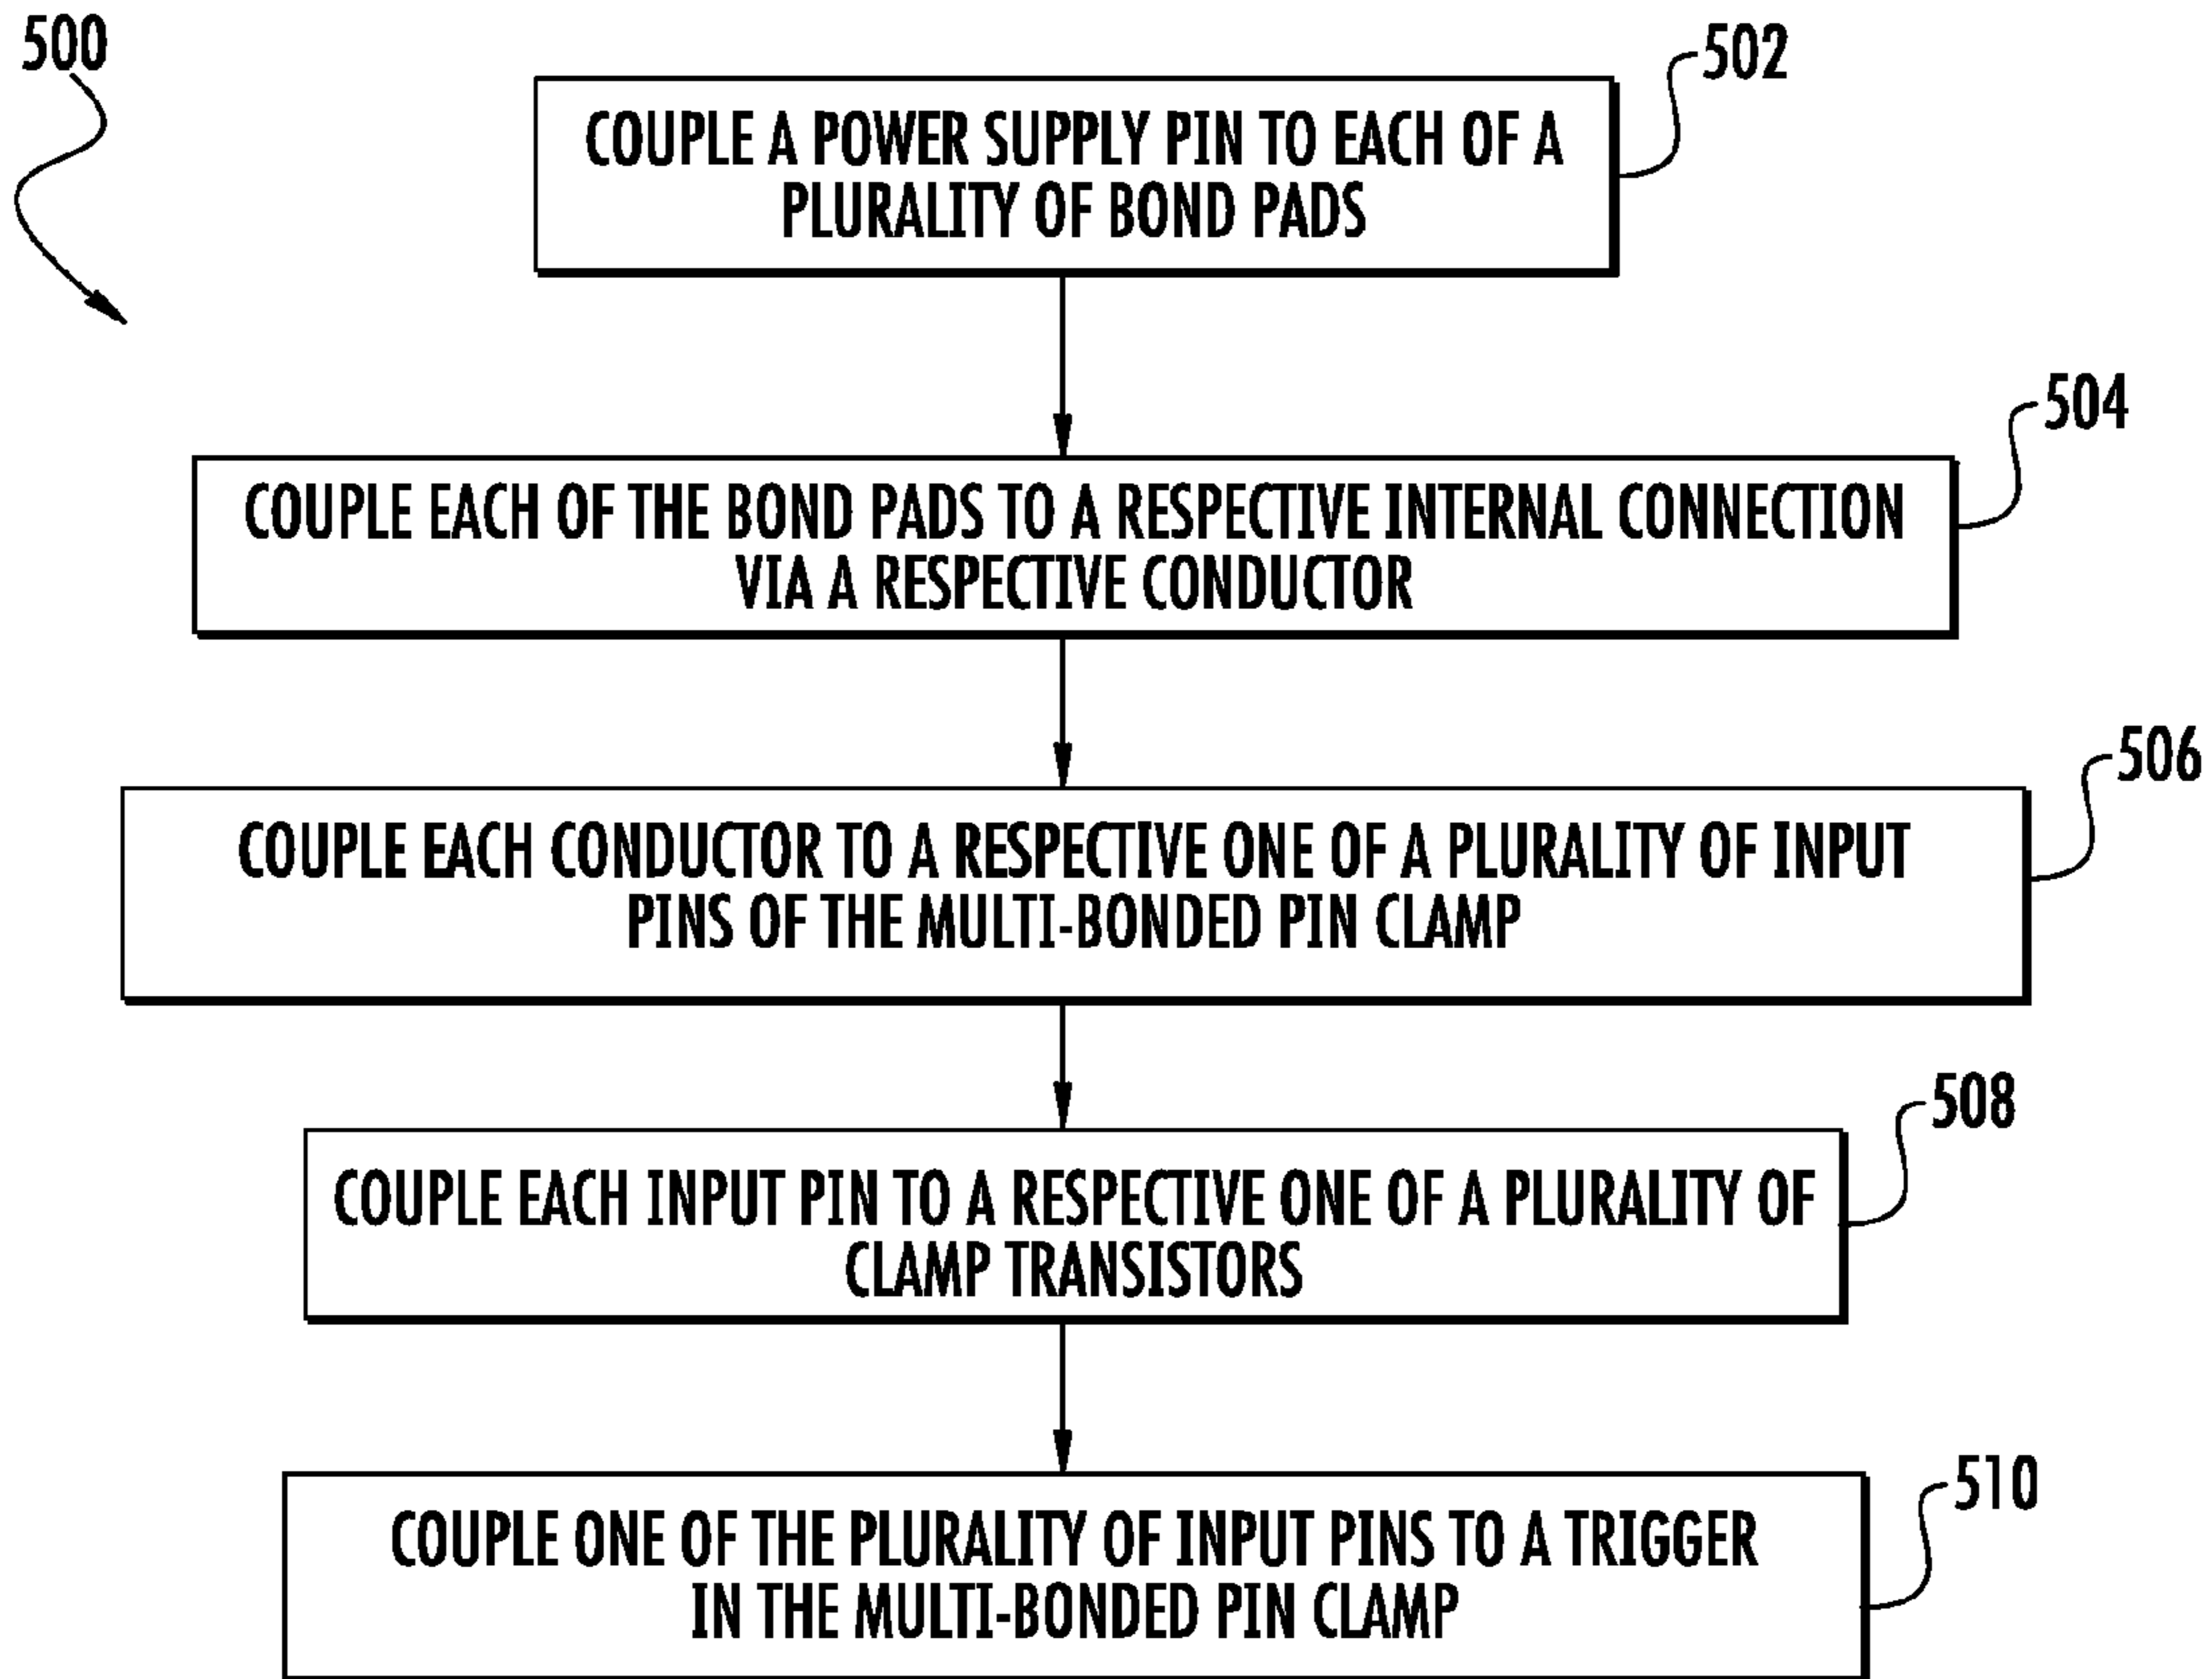 500
502
COUPLE A POWER SUPPLY PIN TO EACH OF A
PLURALITY OF BOND PADS
504
COUPLE EACH OF THE BOND PADS TO A RESPECTIVE INTERNAL CONNECTION
VIA A RESPECTIVE CONDUCTOR
506
COUPLE EACH CONDUCTOR TO A RESPECTIVE ONE OF A PLURALITY OF INPUT
PINS OF THE MULTI-BONDED PIN CLAMP
508
COUPLE EACH INPUT PIN TO A RESPECTIVE ONE OF A PLURALITY OF
CLAMP TRANSISTORS
510
COUPLE ONE OF THE PLURALITY OF INPUT PINS TO A TRIGGER
IN THE MULTI-BONDED PIN CLAMP